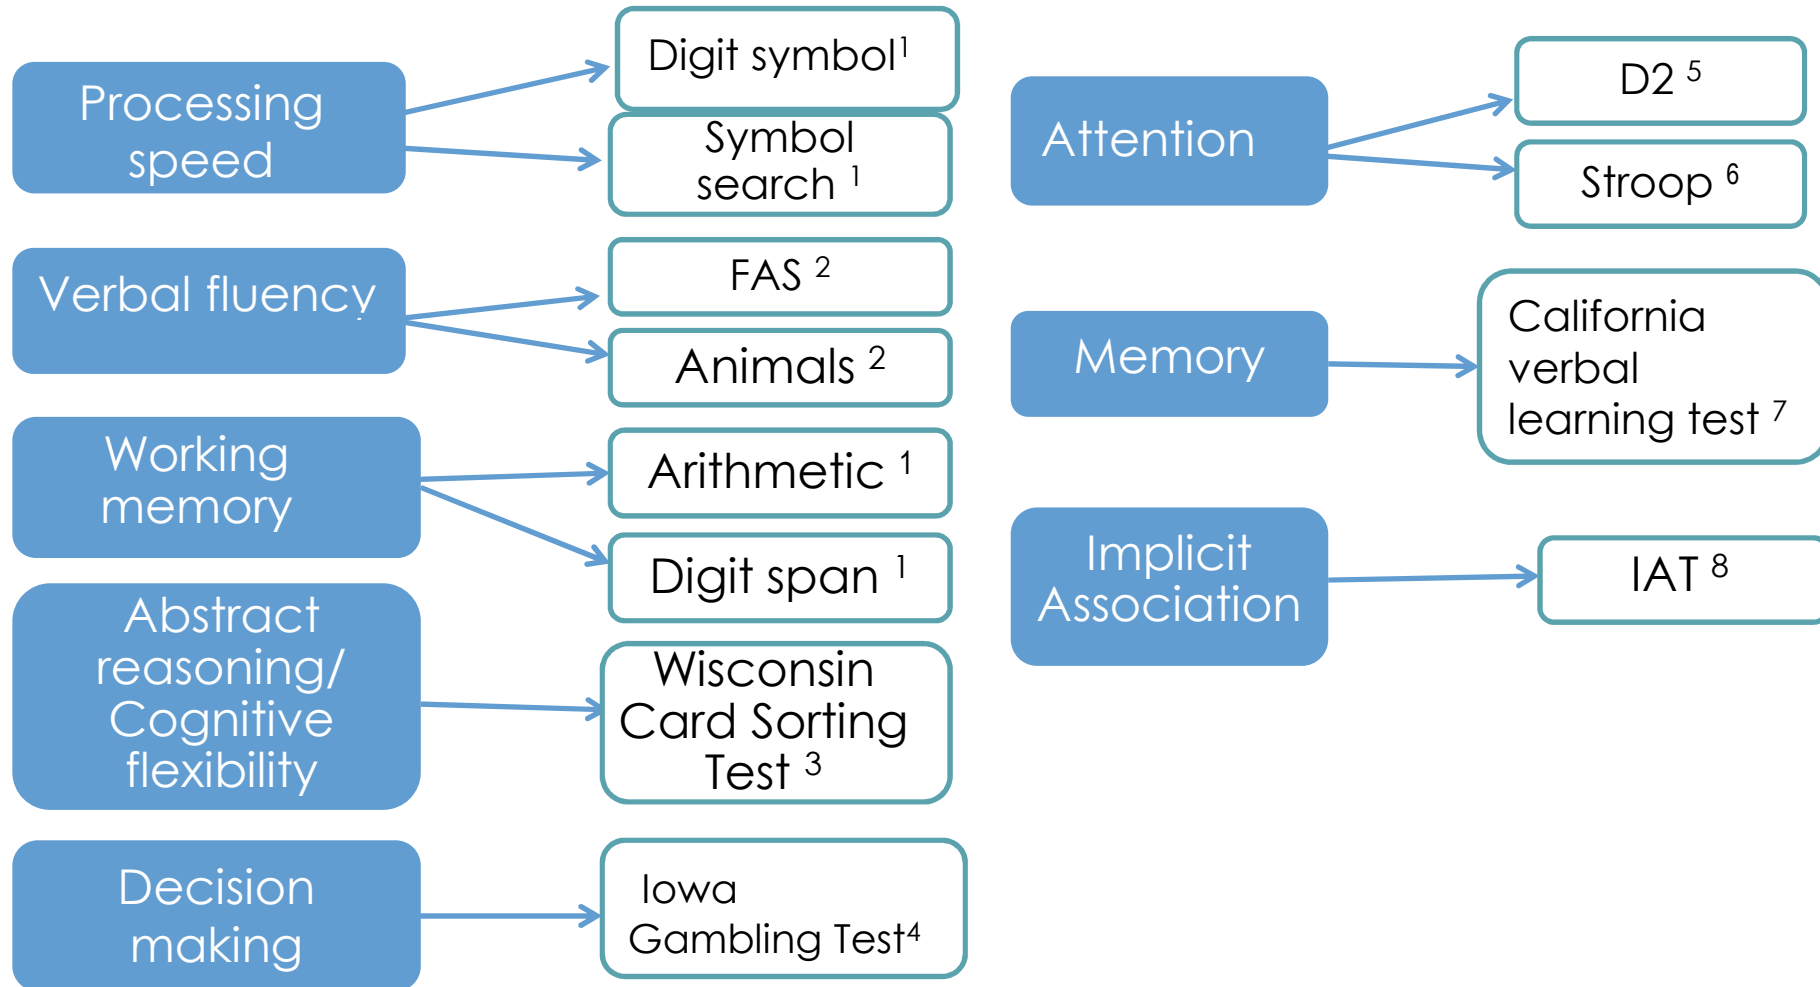 Processing
speed
Digit symbol¹
Symbol
search ¹
Verbal fluency
FAS ²
Animals ²
Working
memory
Arithmetic ¹
Digit span ¹
Abstract
reasoning/
Cognitive
flexibility
Wisconsin
Card Sorting
Test ³
Decision
making
Iowa
Gambling Test⁴
Attention
D2 ⁵
Stroop ⁶
Memory
California
verbal
learning test ⁷
Implicit
Association
IAT ⁸